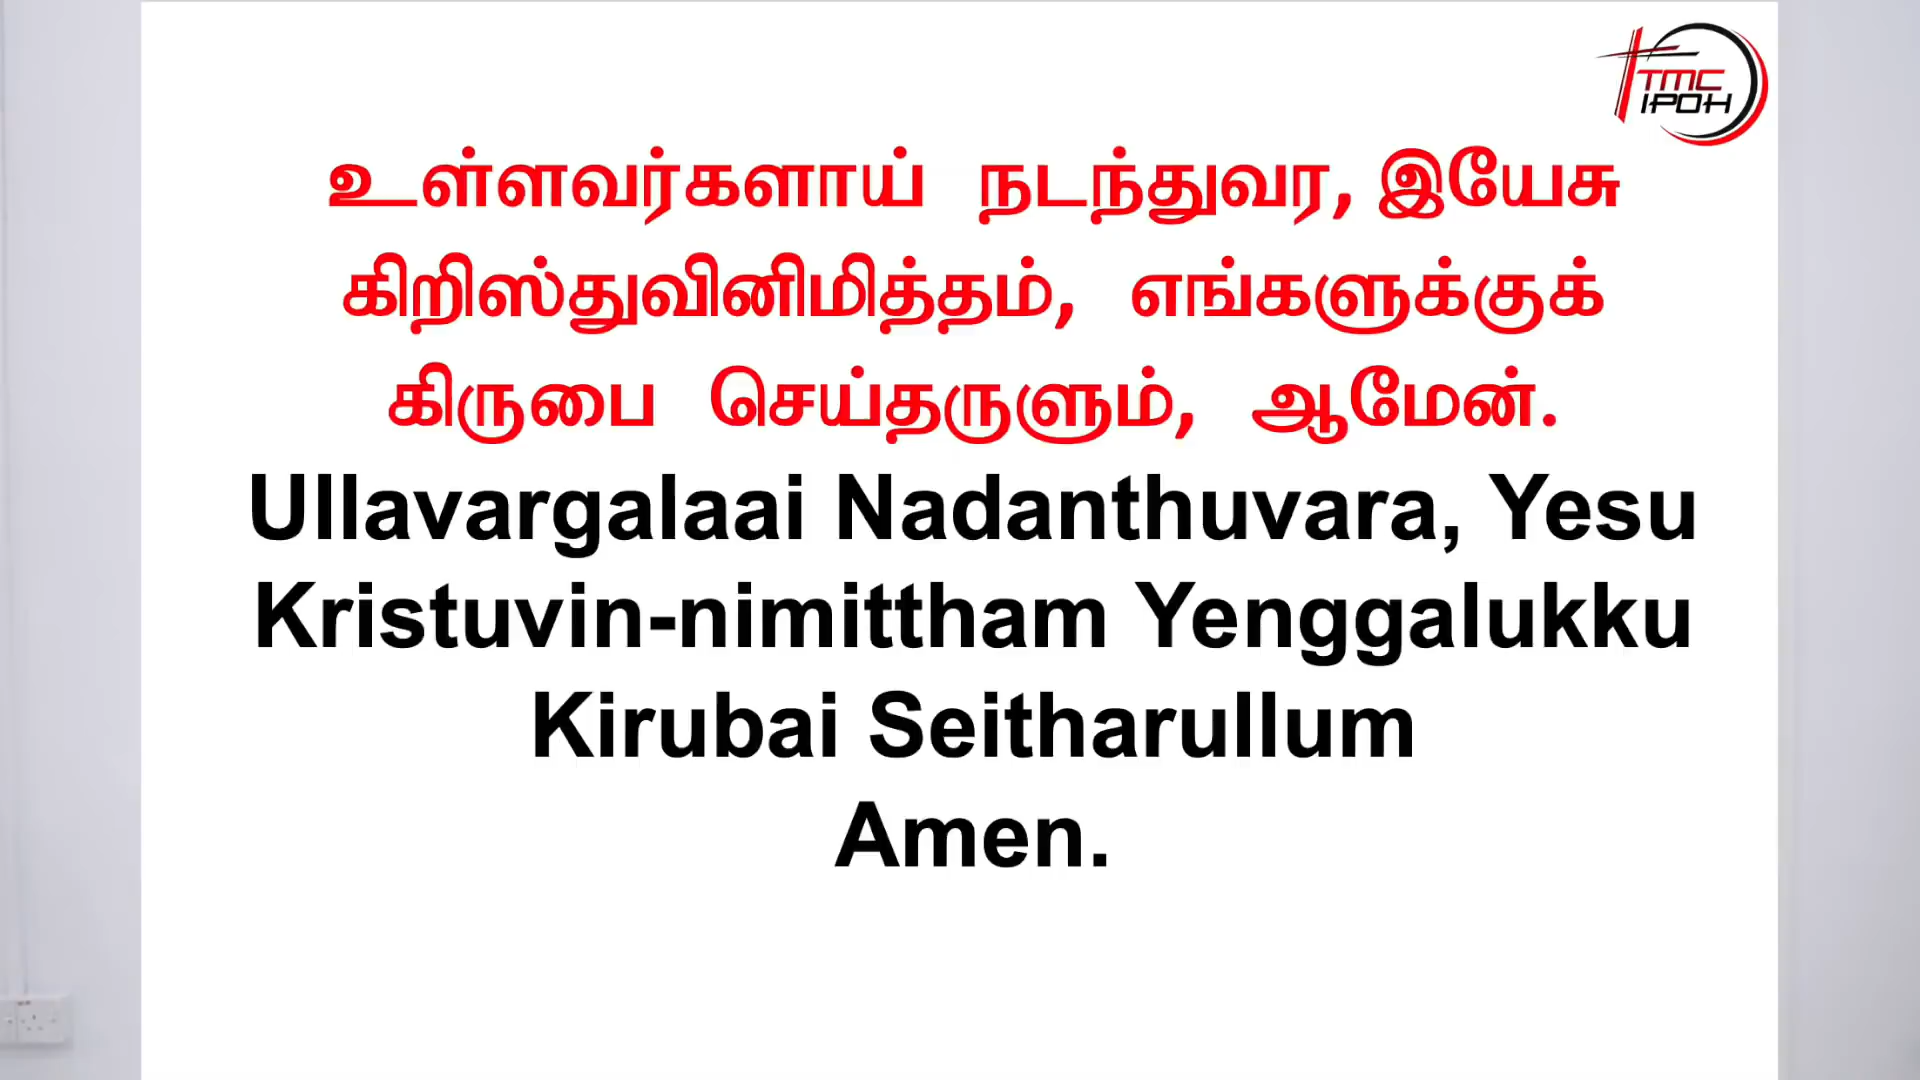 TMC
IPOH
உள்ளவர்களாய் நடந்துவர, இயேசு
கிறிஸ்துவினிமித்தம், எங்களுக்குக்
கிருபை செய்தருளும், ஆமேன்.
Ullavargalaai Nadanthuvara, Yesu
Kristuvin-nimittham Yenggalukku
Kirubai Seitharullum
Amen.